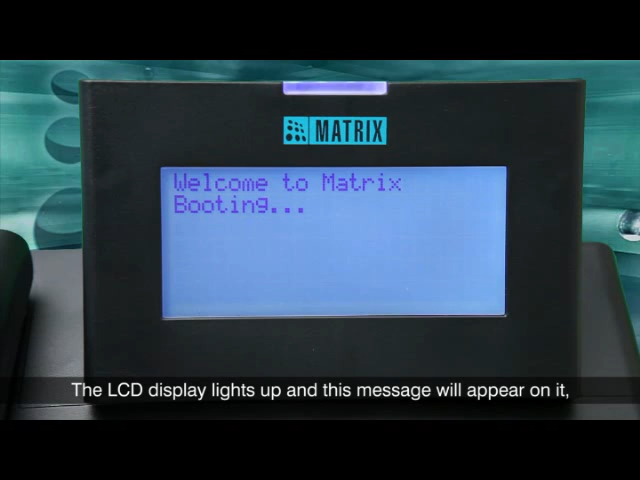 MATRIX
Welcome to Matrix
Booting...
The LCD display lights up and this message will appear on it,